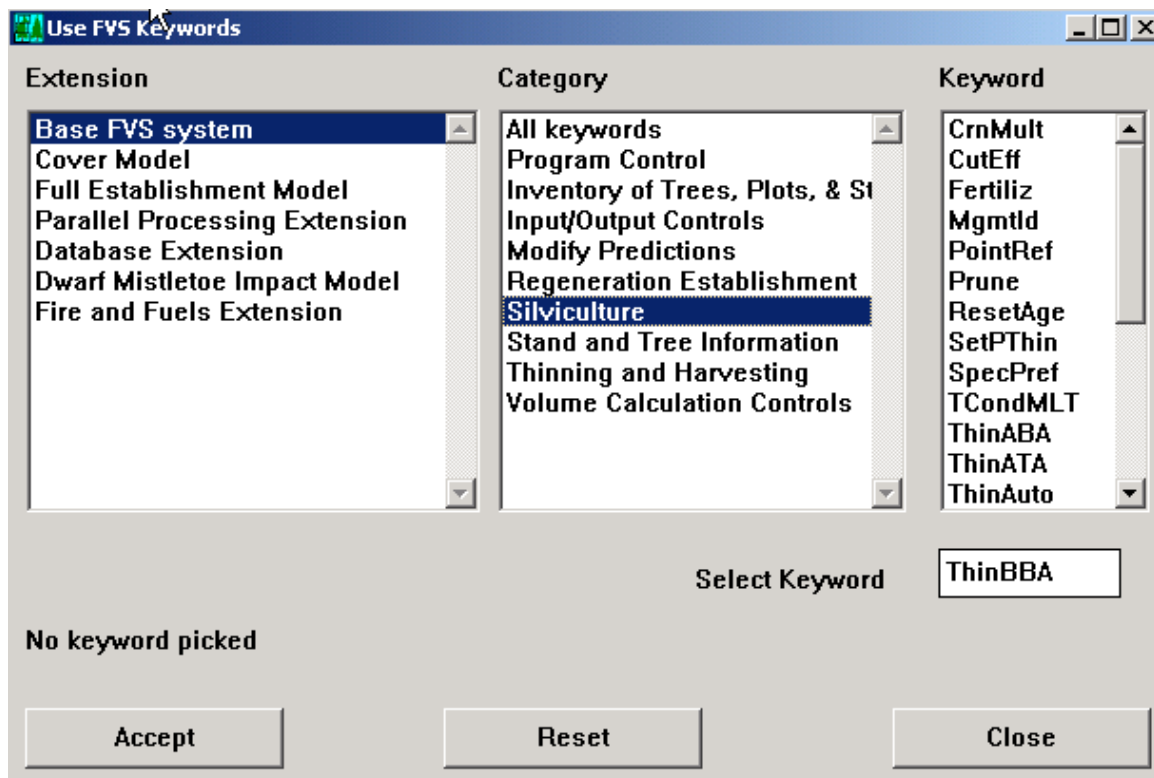 Use FVS Keywords
Extension
Category
Keyword
Base FVS system
Cover Model
Full Establishment Model
Parallel Processing Extension
Database Extension
Dwarf Mistletoe Impact Model
Fire and Fuels Extension
All keywords
Program Control
Inventory of Trees, Plots, & St
Input/Output Controls
Modify Predictions
Regeneration Establishment
Silviculture
Stand and Tree Information
Thinning and Harvesting
Volume Calculation Controls
CrnMult
CutEff
Fertiliz
MgmtId
PointRef
Prune
ResetAge
SetPThin
SpecPref
TCondMLT
ThinABA
ThinATA
ThinAuto
Select Keyword
ThinBBA
No keyword picked
Accept
Reset
Close